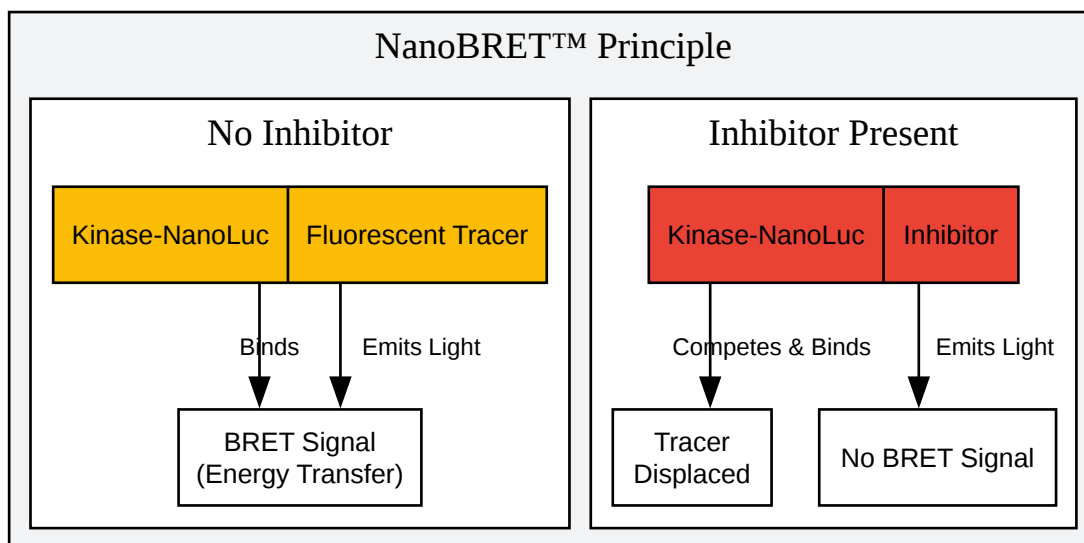 NanoBRET™ Principle
No Inhibitor
Kinase-NanoLuc
Fluorescent Tracer
Binds
Emits Light
BRET Signal
(Energy Transfer)
Inhibitor Present
Kinase-NanoLuc
Inhibitor
Competes & Binds
Emits Light
Tracer
Displaced
No BRET Signal